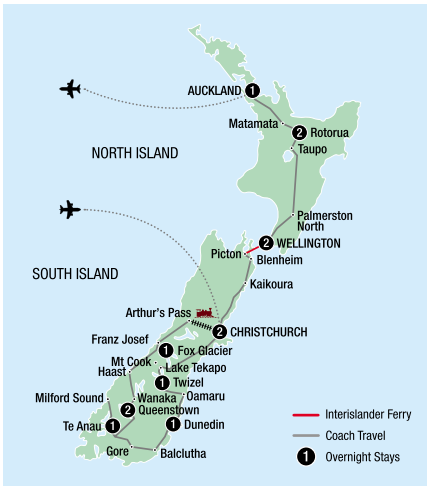 AUCKLAND 1
Matamata
2 Rotorua
Taupo
NORTH ISLAND
Palmerston
North
2 WELLINGTON
Picton
Blenheim
SOUTH ISLAND
Kaikoura
Arthur's Pass
2 CHRISTCHURCH
Franz Josef
1 Fox Glacier
Mt Cook
Lake Tekapo
Haast
1 Twizel
Milford Sound
Wanaka
Oamaru
2 Queenstown
Te Anau 1
1 Dunedin
Gore
Balclutha
Interislander Ferry
Coach Travel
1 Overnight Stays